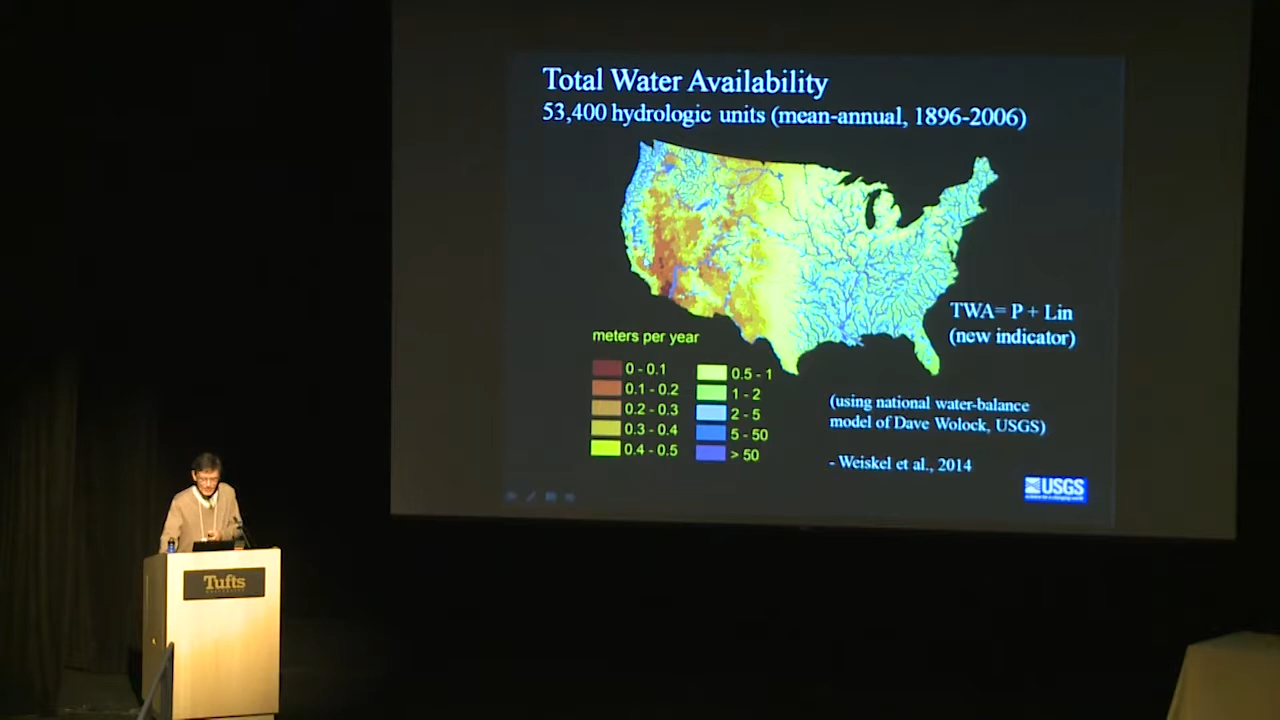 Total Water Availability
53,400 hydrologic units (mean-annual, 1896-2006)
TWA= P + Lin
(new indicator)
meters per year
0 - 0.1
0.1 - 0.2
0.2 - 0.3
0.3 - 0.4
0.4 - 0.5
0.5 - 1
1 - 2
2 - 5
5 - 50
> 50
(using national water-balance
model of Dave Wolock, USGS)
- Weiskel et al., 2014
USGS
Tufts